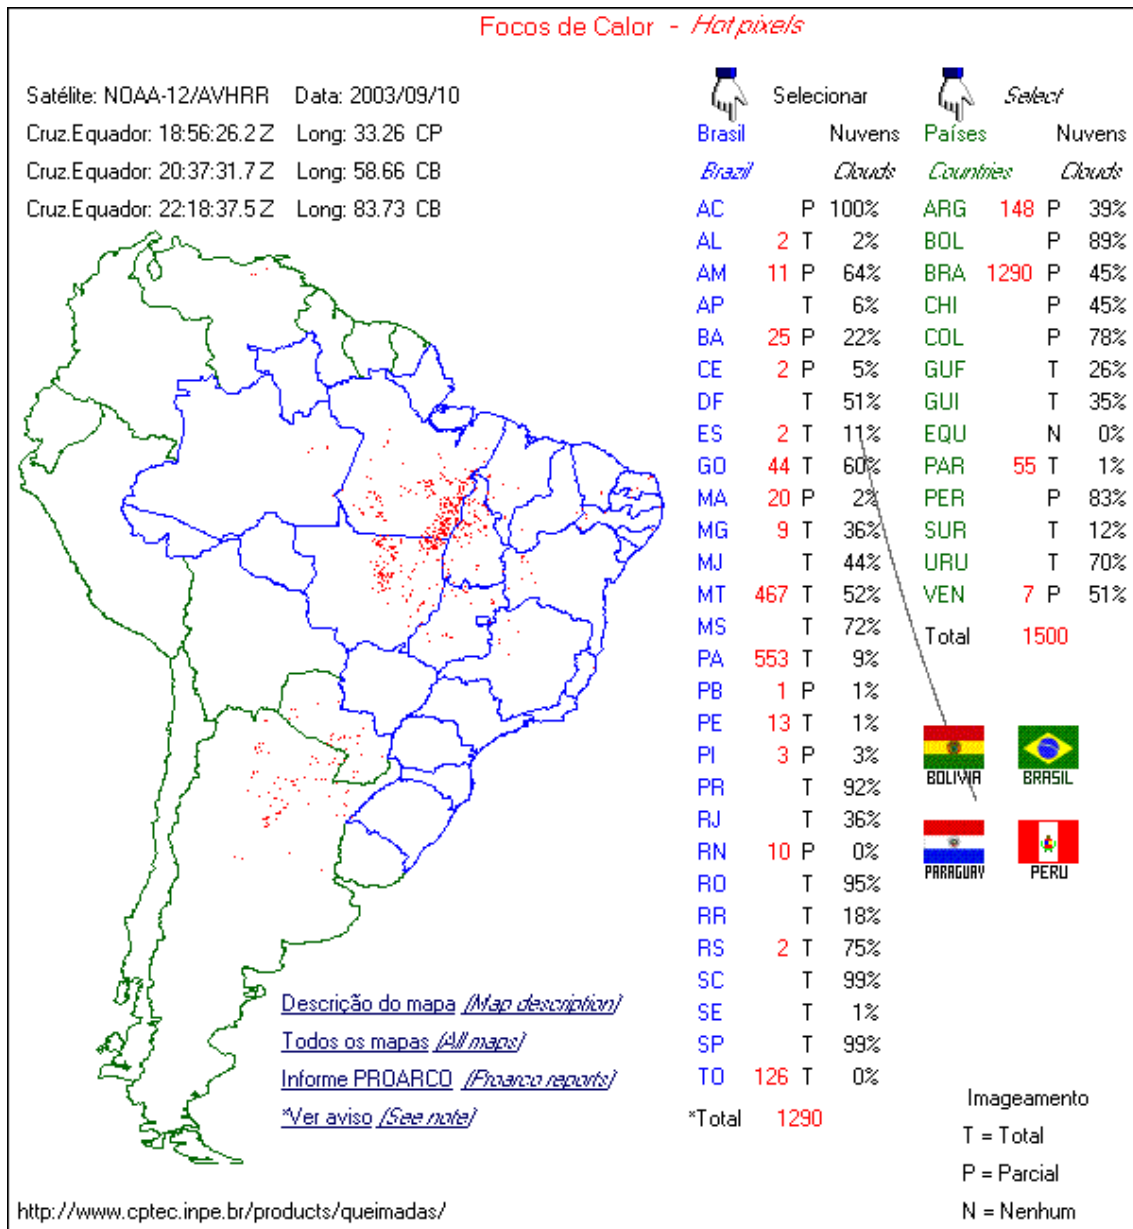 Focos de Calor - Hot pixels
Satélite: NOAA-12/AVHRR Data: 2003/09/10
Cruz.Equador: 18:56:26.2 Z Long: 33.26 CP
Cruz.Equador: 20:37:31.7 Z Long: 58.66 CB
Cruz.Equador: 22:18:37.5 Z Long: 83.73 CB
Selecionar
Brasil Nuvens
Brazil Clouds
AC P 100%
AL 2 T 2%
AM 11 P 64%
AP T 6%
BA 25 P 22%
CE 2 P 5%
DF T 51%
ES 2 T 11%
GO 44 T 60%
MA 20 P 2%
MG 9 T 36%
MJ T 44%
MT 467 T 52%
MS T 72%
PA 553 T 9%
PB 1 P 1%
PE 13 T 1%
PI 3 P 3%
PR T 92%
RJ T 36%
RN 10 P 0%
RO T 95%
RR T 18%
RS 2 T 75%
SC T 99%
SE T 1%
SP T 99%
TO 126 T 0%
*Total 1290
Select
Países Nuvens
Countries Clouds
ARG 148 P 39%
BOL P 89%
BRA 1290 P 45%
CHI P 45%
COL P 78%
GUF T 26%
GUI T 35%
EQU N 0%
PAR 55 T 1%
PER P 83%
SUR T 12%
URU T 70%
VEN 7 P 51%
Total 1500
BOLIVIA BRASIL
PARAGUAY PERU
Descrição do mapa (Map description)
Todos os mapas (All maps)
Informe PROARCO (Proarco reports)
*Ver aviso (See note)
Imageamento
T = Total
P = Parcial
N = Nenhum
http://www.cptec.inpe.br/products/queimadas/